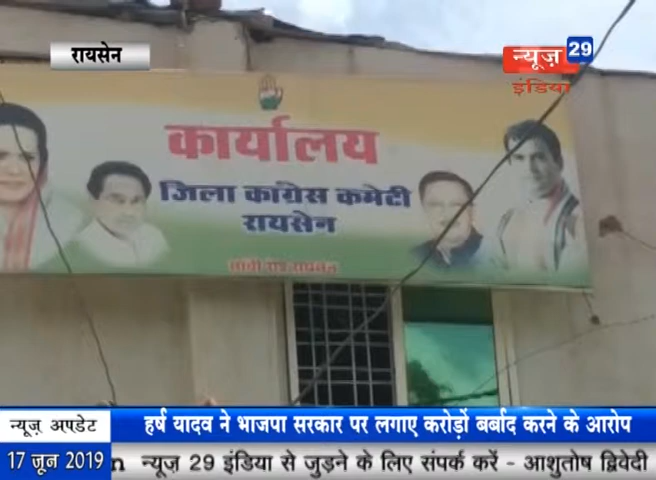 रायसेन
न्यूज़ 29
इंडिया
कार्यालय
जिला कांग्रेस कमेटी
रायसेन
न्यूज़ अपडेट
हर्ष यादव ने भाजपा सरकार पर लगाए करोड़ों बर्बाद करने के आरोप
17 जून 2019
न्यूज़ 29 इंडिया से जुड़ने के लिए संपर्क करें - आशुतोष द्विवेदी